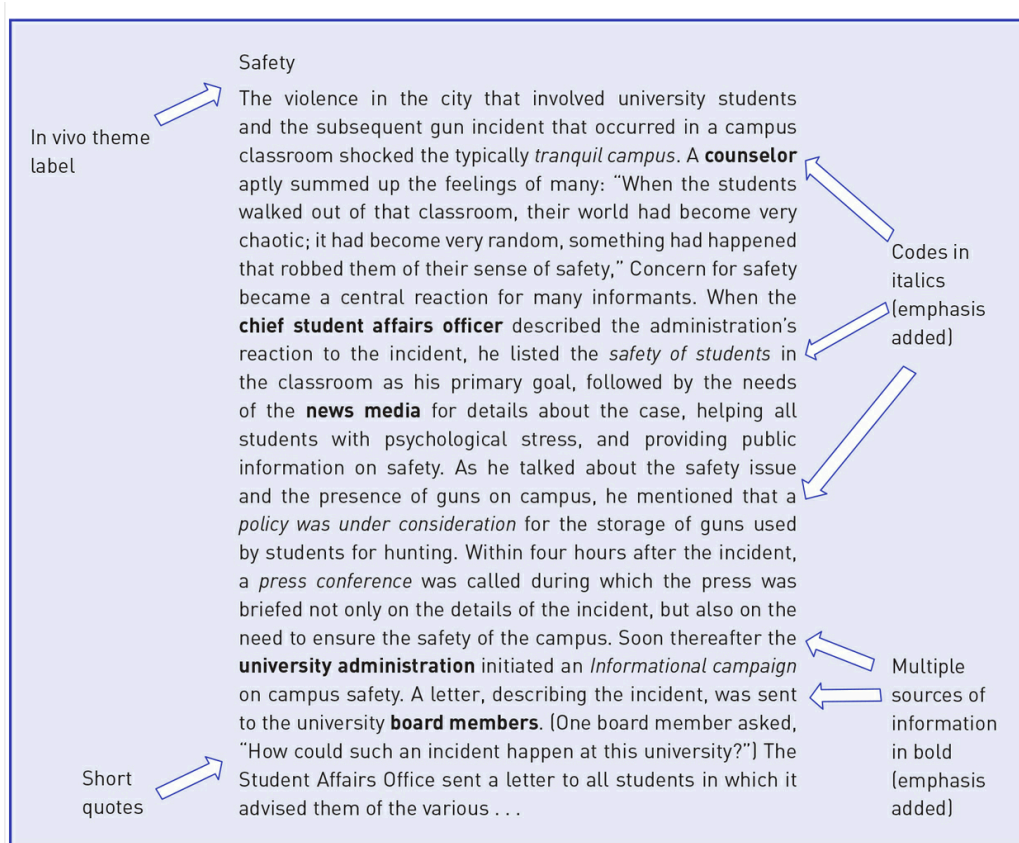 Safety
The violence in the city that involved university students
and the subsequent gun incident that occurred in a campus
classroom shocked the typically tranquil campus. A counselor
aptly summed up the feelings of many: “When the students
walked out of that classroom, their world had become very
chaotic; it had become very random, something had happened
that robbed them of their sense of safety,” Concern for safety
became a central reaction for many informants. When the
chief student affairs officer described the administration’s
reaction to the incident, he listed the safety of students in
the classroom as his primary goal, followed by the needs
of the news media for details about the case, helping all
students with psychological stress, and providing public
information on safety. As he talked about the safety issue
and the presence of guns on campus, he mentioned that a
policy was under consideration for the storage of guns used
by students for hunting. Within four hours after the incident,
a press conference was called during which the press was
briefed not only on the details of the incident, but also on the
need to ensure the safety of the campus. Soon thereafter the
university administration initiated an Informational campaign
on campus safety. A letter, describing the incident, was sent
to the university board members. (One board member asked,
“How could such an incident happen at this university?”) The
Student Affairs Office sent a letter to all students in which it
advised them of the various . . .
In vivo theme
label
Short
quotes
Codes in
italics
(emphasis
added)
Multiple
sources of
information
in bold
(emphasis
added)